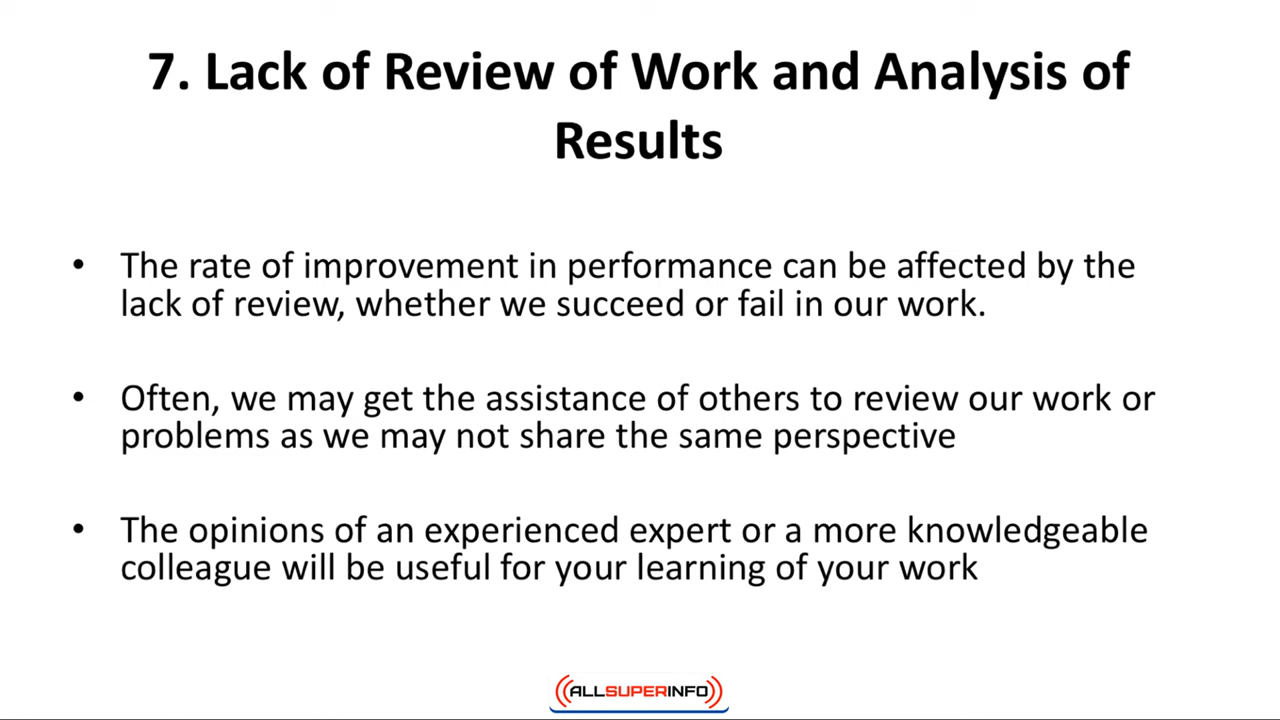 7. Lack of Review of Work and Analysis of
Results
• The rate of improvement in performance can be affected by the
lack of review, whether we succeed or fail in our work.
• Often, we may get the assistance of others to review our work or
problems as we may not share the same perspective
• The opinions of an experienced expert or a more knowledgeable
colleague will be useful for your learning of your work
ALLSUPERINFO